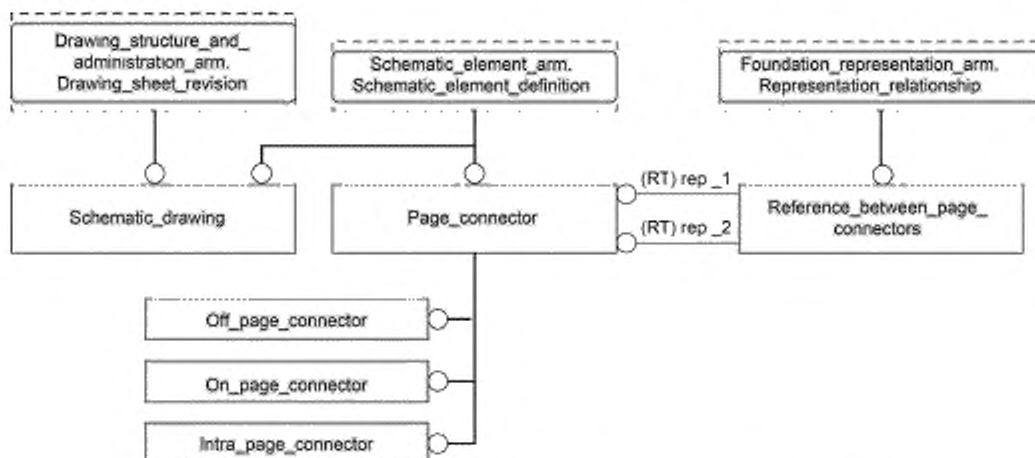 Drawing_structure_and_
administration_arm.
Drawing_sheet_revision
Schematic_element_arm.
Schematic_element_definition
Foundation_representation_arm.
Representation_relationship
Schematic_drawing
Page_connector
(RT) rep _1
(RT) rep _2
Reference_between_page_
connectors
Off_page_connector
On_page_connector
Intra_page_connector